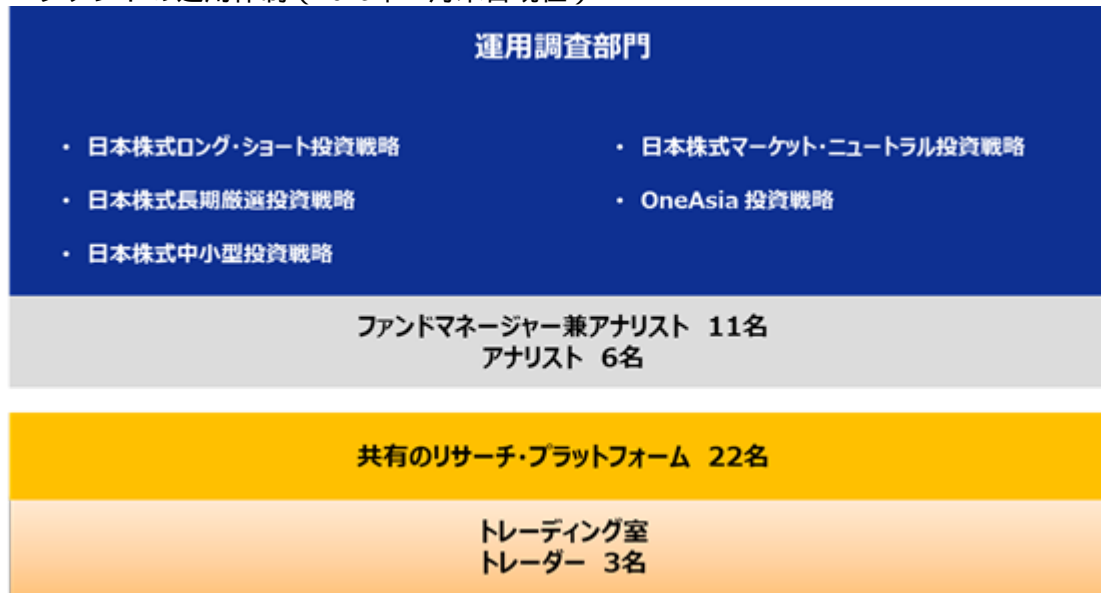 運用調査部門
・ 日本株式ロング・ショート投資戦略
・ 日本株式マーケット・ニュートラル投資戦略
・ 日本株式長期厳選投資戦略
・ OneAsia 投資戦略
・ 日本株式中小型投資戦略
ファンドマネージャー兼アナリスト 11名
アナリスト 6名
共有のリサーチ・プラットフォーム 22名
トレーディング室
トレーダー 3名